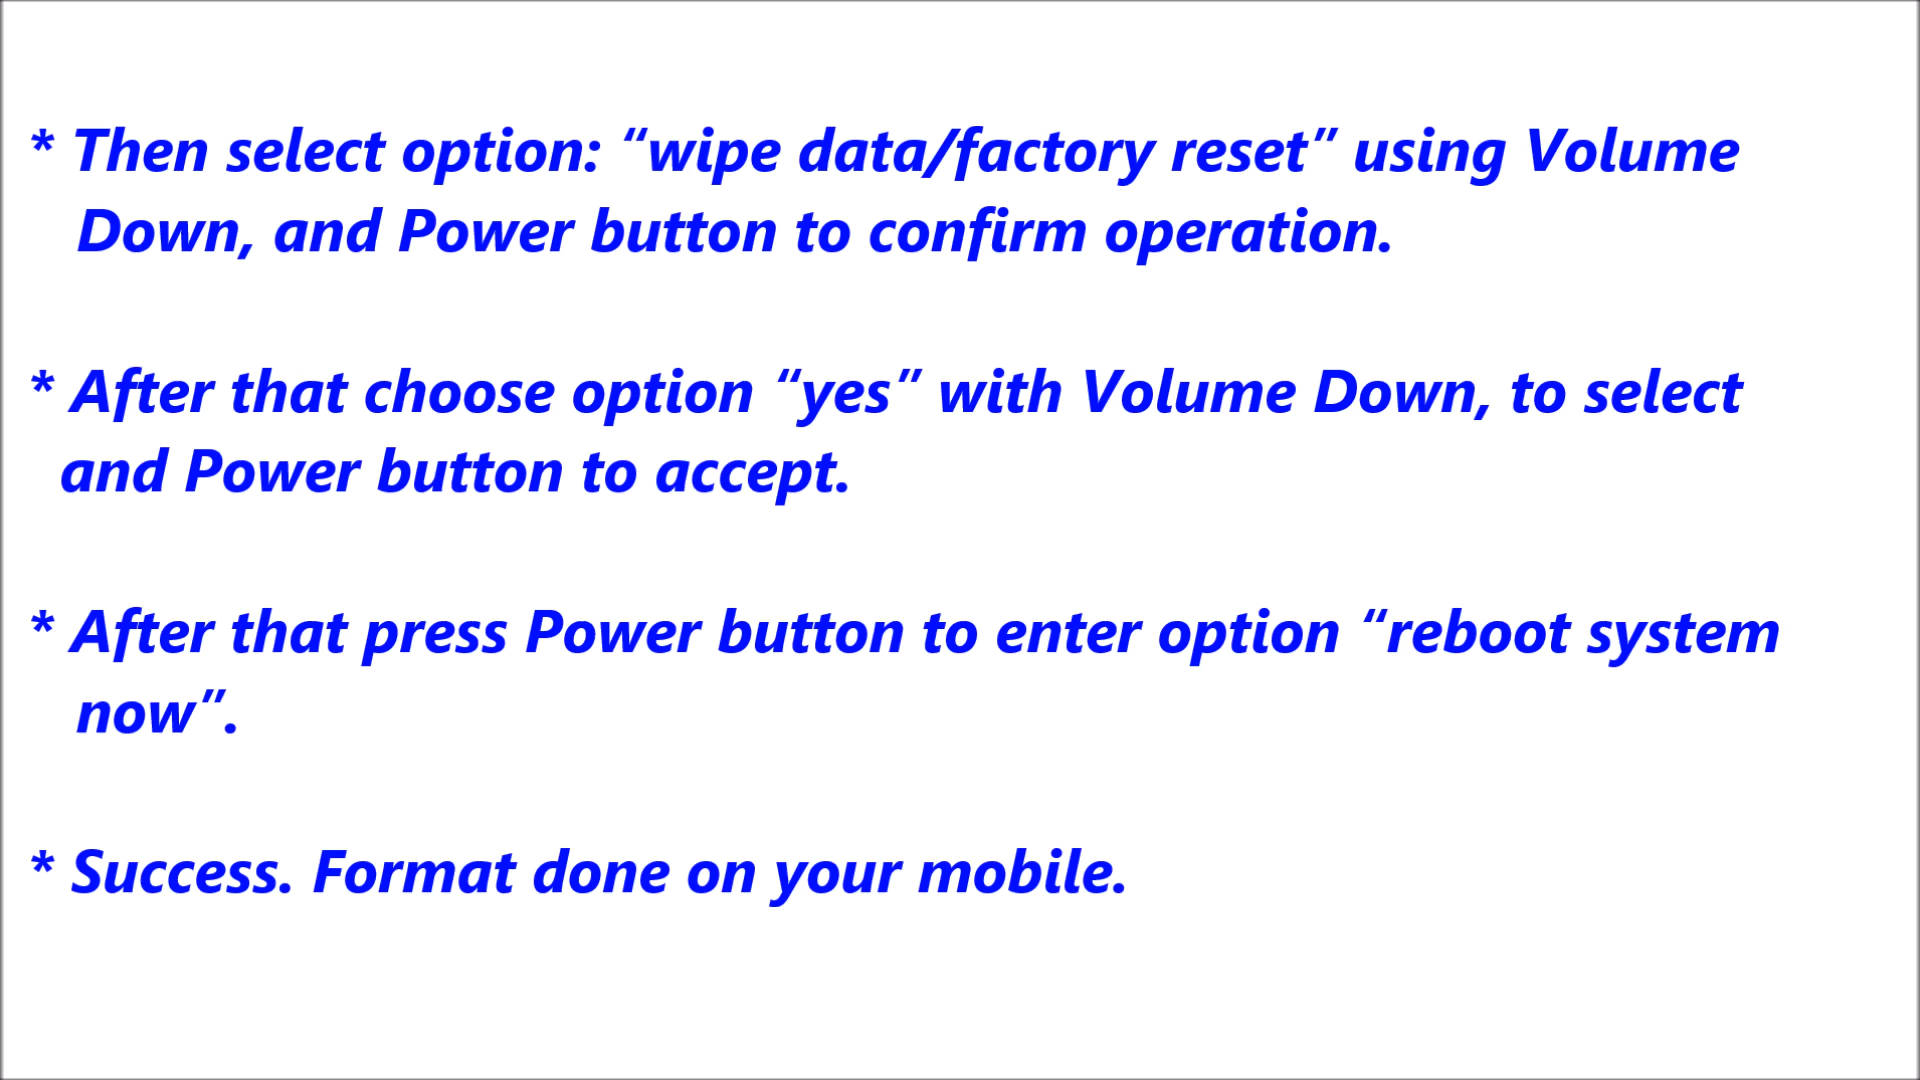 * Then select option: “wipe data/factory reset” using Volume
Down, and Power button to confirm operation.
* After that choose option “yes” with Volume Down, to select
and Power button to accept.
* After that press Power button to enter option “reboot system
now”.
* Success. Format done on your mobile.